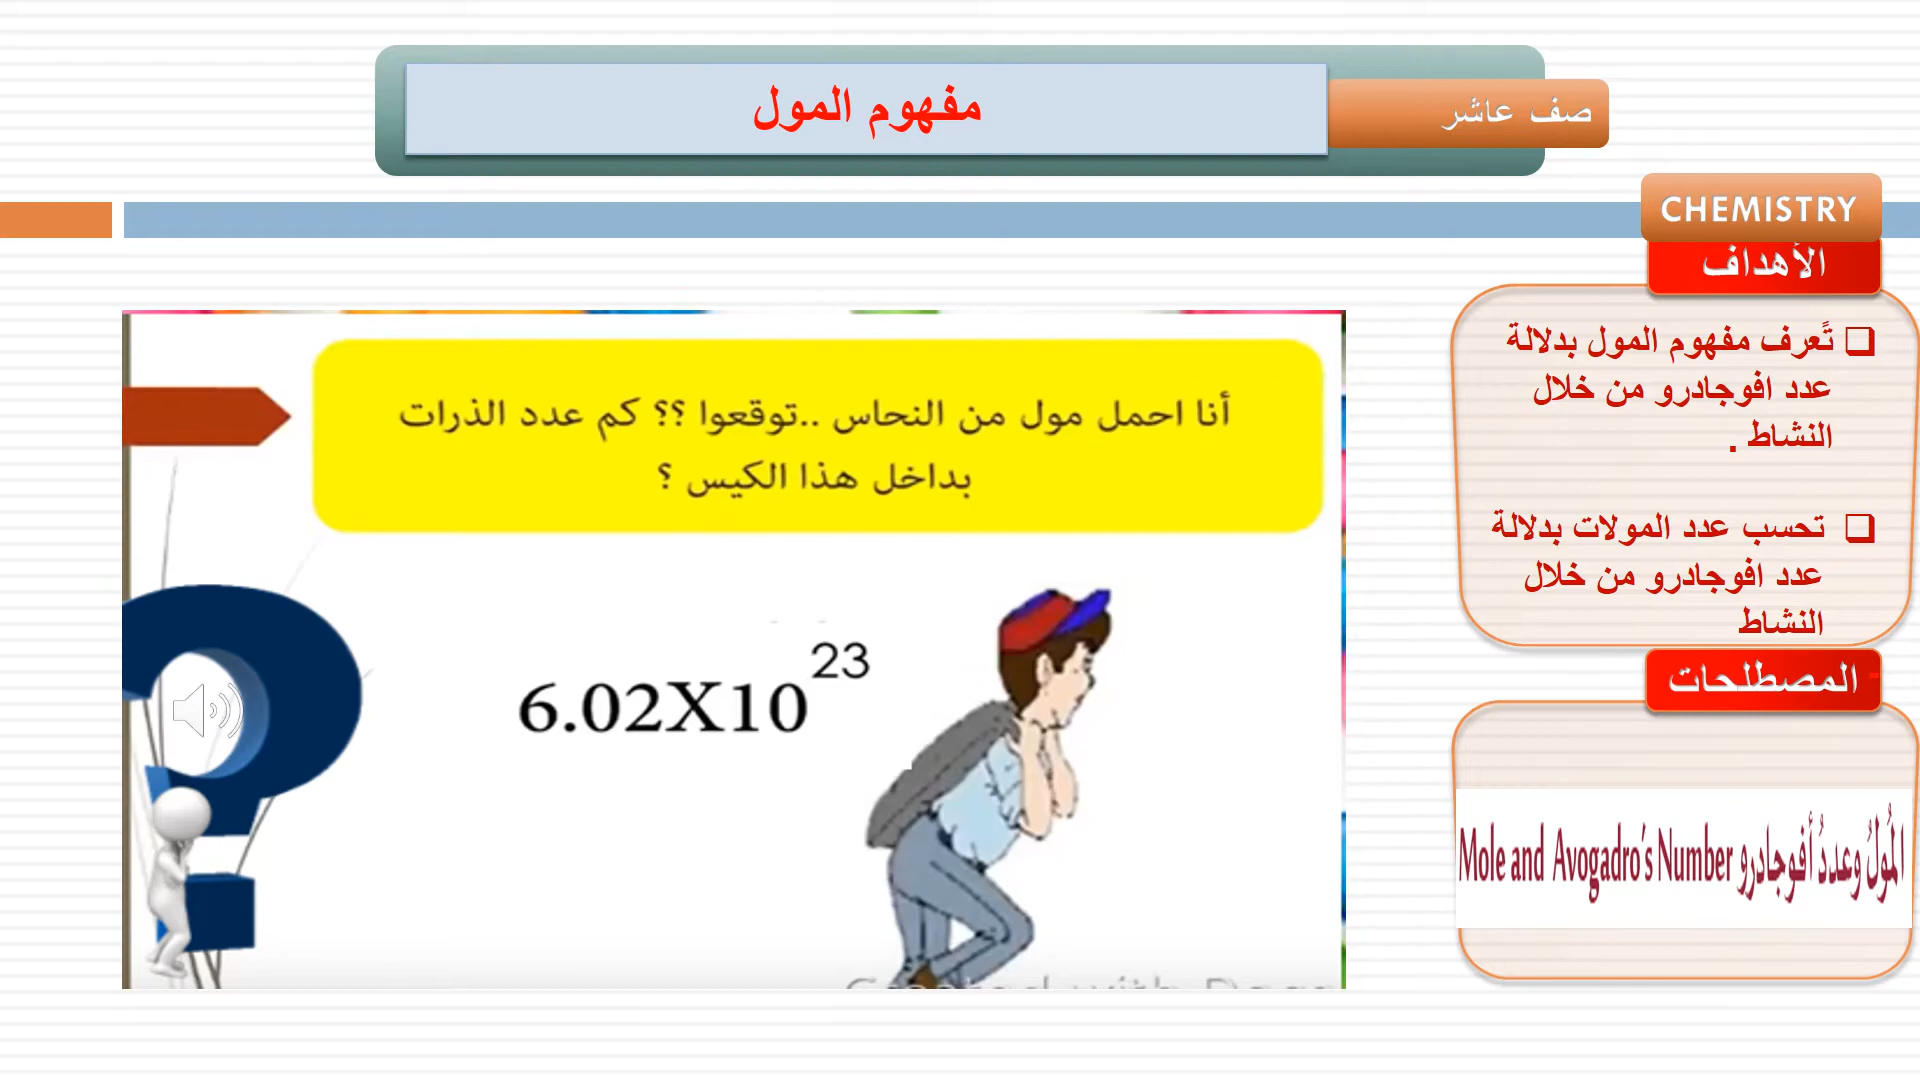 مفهوم المول
صف عاشر
CHEMISTRY
الأهداف
تًعرف مفهوم المول بدلالة
عدد افوجادرو من خلال
النشاط .
تحسب عدد المولات بدلالة
عدد افوجادرو من خلال
النشاط
المصطلحات
المُولُ وعددُ أفوجادرو Mole and Avogadro's Number
أنا احمل مول من النحاس ..توقعوا ؟؟ كم عدد الذرات
بداخل هذا الكيس ؟
6.02X10²³